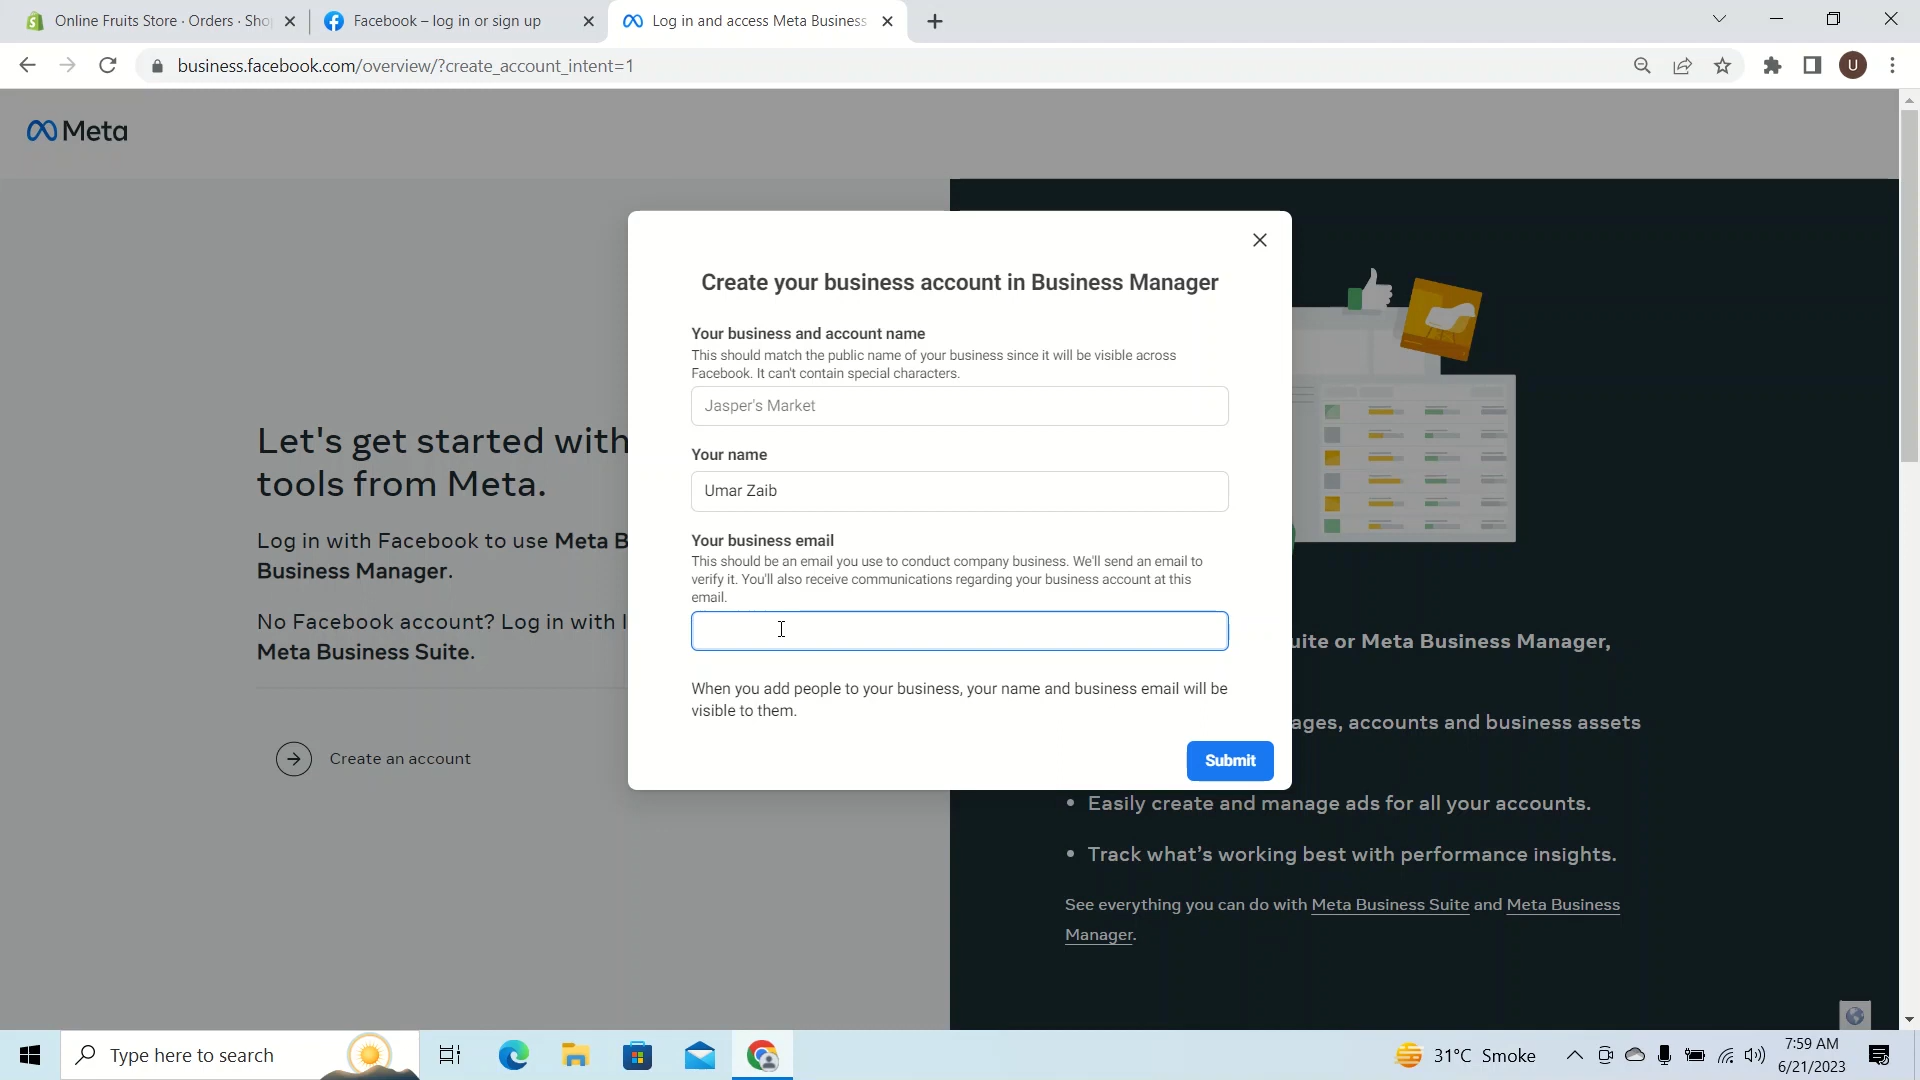 Online Fruits Store · Orders · Sho
Facebook – log in or sign up
Log in and access Meta Business
business.facebook.com/overview/?create_account_intent=1
U
Meta
Let's get started with
tools from Meta.
Log in with Facebook to use Meta B
Business Manager.
No Facebook account? Log in with I
Meta Business Suite.
Create an account
Create your business account in Business Manager
Your business and account name
This should match the public name of your business since it will be visible across
Facebook. It can't contain special characters.
Jasper's Market
Your name
Umar Zaib
Your business email
This should be an email you use to conduct company business. We'll send an email to
verify it. You'll also receive communications regarding your business account at this
email.
When you add people to your business, your name and business email will be
visible to them.
Submit
uite or Meta Business Manager,
ages, accounts and business assets
• Easily create and manage ads for all your accounts.
• Track what’s working best with performance insights.
See everything you can do with Meta Business Suite and Meta Business
Manager.
Type here to search
31°C Smoke
7:59 AM
6/21/2023